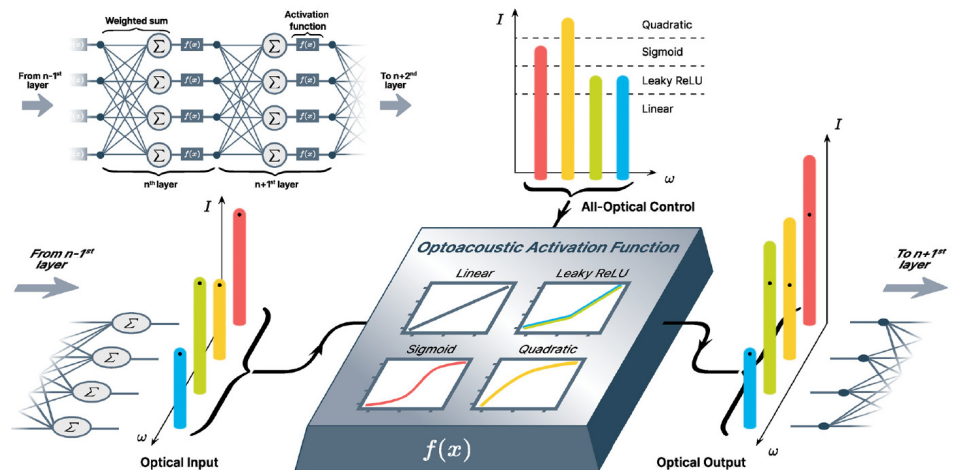 Weighted sum
Activation
function
Σ f(x) Σ f(x)
Σ f(x) Σ f(x)
Σ f(x) Σ f(x)
Σ f(x) Σ f(x)
From n-1st
layer
To n+2nd
layer
nth layer
n+1st layer
I
Quadratic
Sigmoid
Leaky ReLU
Linear
ω
All-Optical Control
I
I
From n-1st
layer
Optoacoustic Activation Function
Linear
Leaky ReLU
Sigmoid
Quadratic
f(x)
To n+1st
layer
Σ
Σ
Σ
Σ
ω
Optical Input
ω
Optical Output